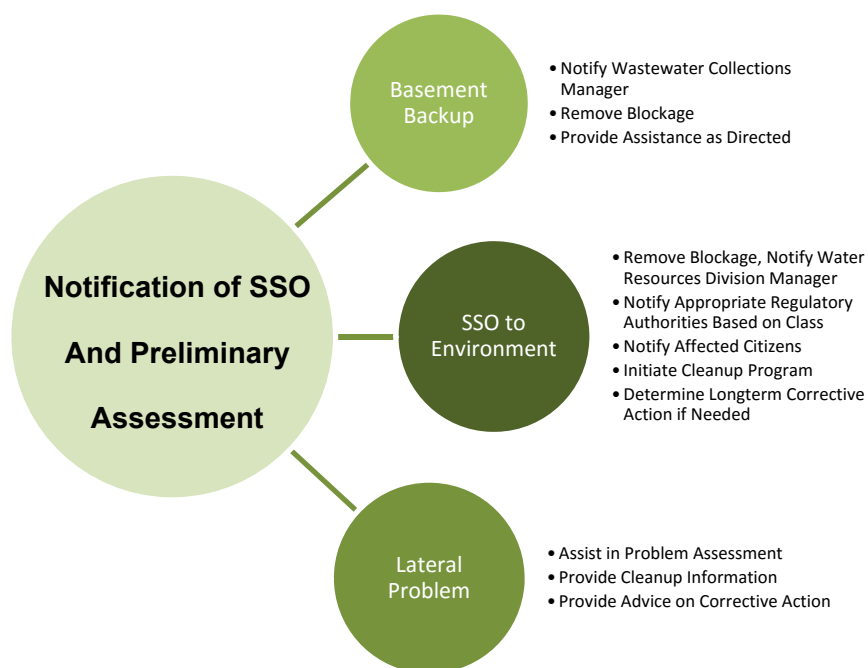 Notification of SSO
And Preliminary
Assessment
Basement
Backup
• Notify Wastewater Collections
Manager
• Remove Blockage
• Provide Assistance as Directed
SSO to
Environment
• Remove Blockage, Notify Water
Resources Division Manager
• Notify Appropriate Regulatory
Authorities Based on Class
• Notify Affected Citizens
• Initiate Cleanup Program
• Determine Longterm Corrective
Action if Needed
Lateral
Problem
• Assist in Problem Assessment
• Provide Cleanup Information
• Provide Advice on Corrective Action